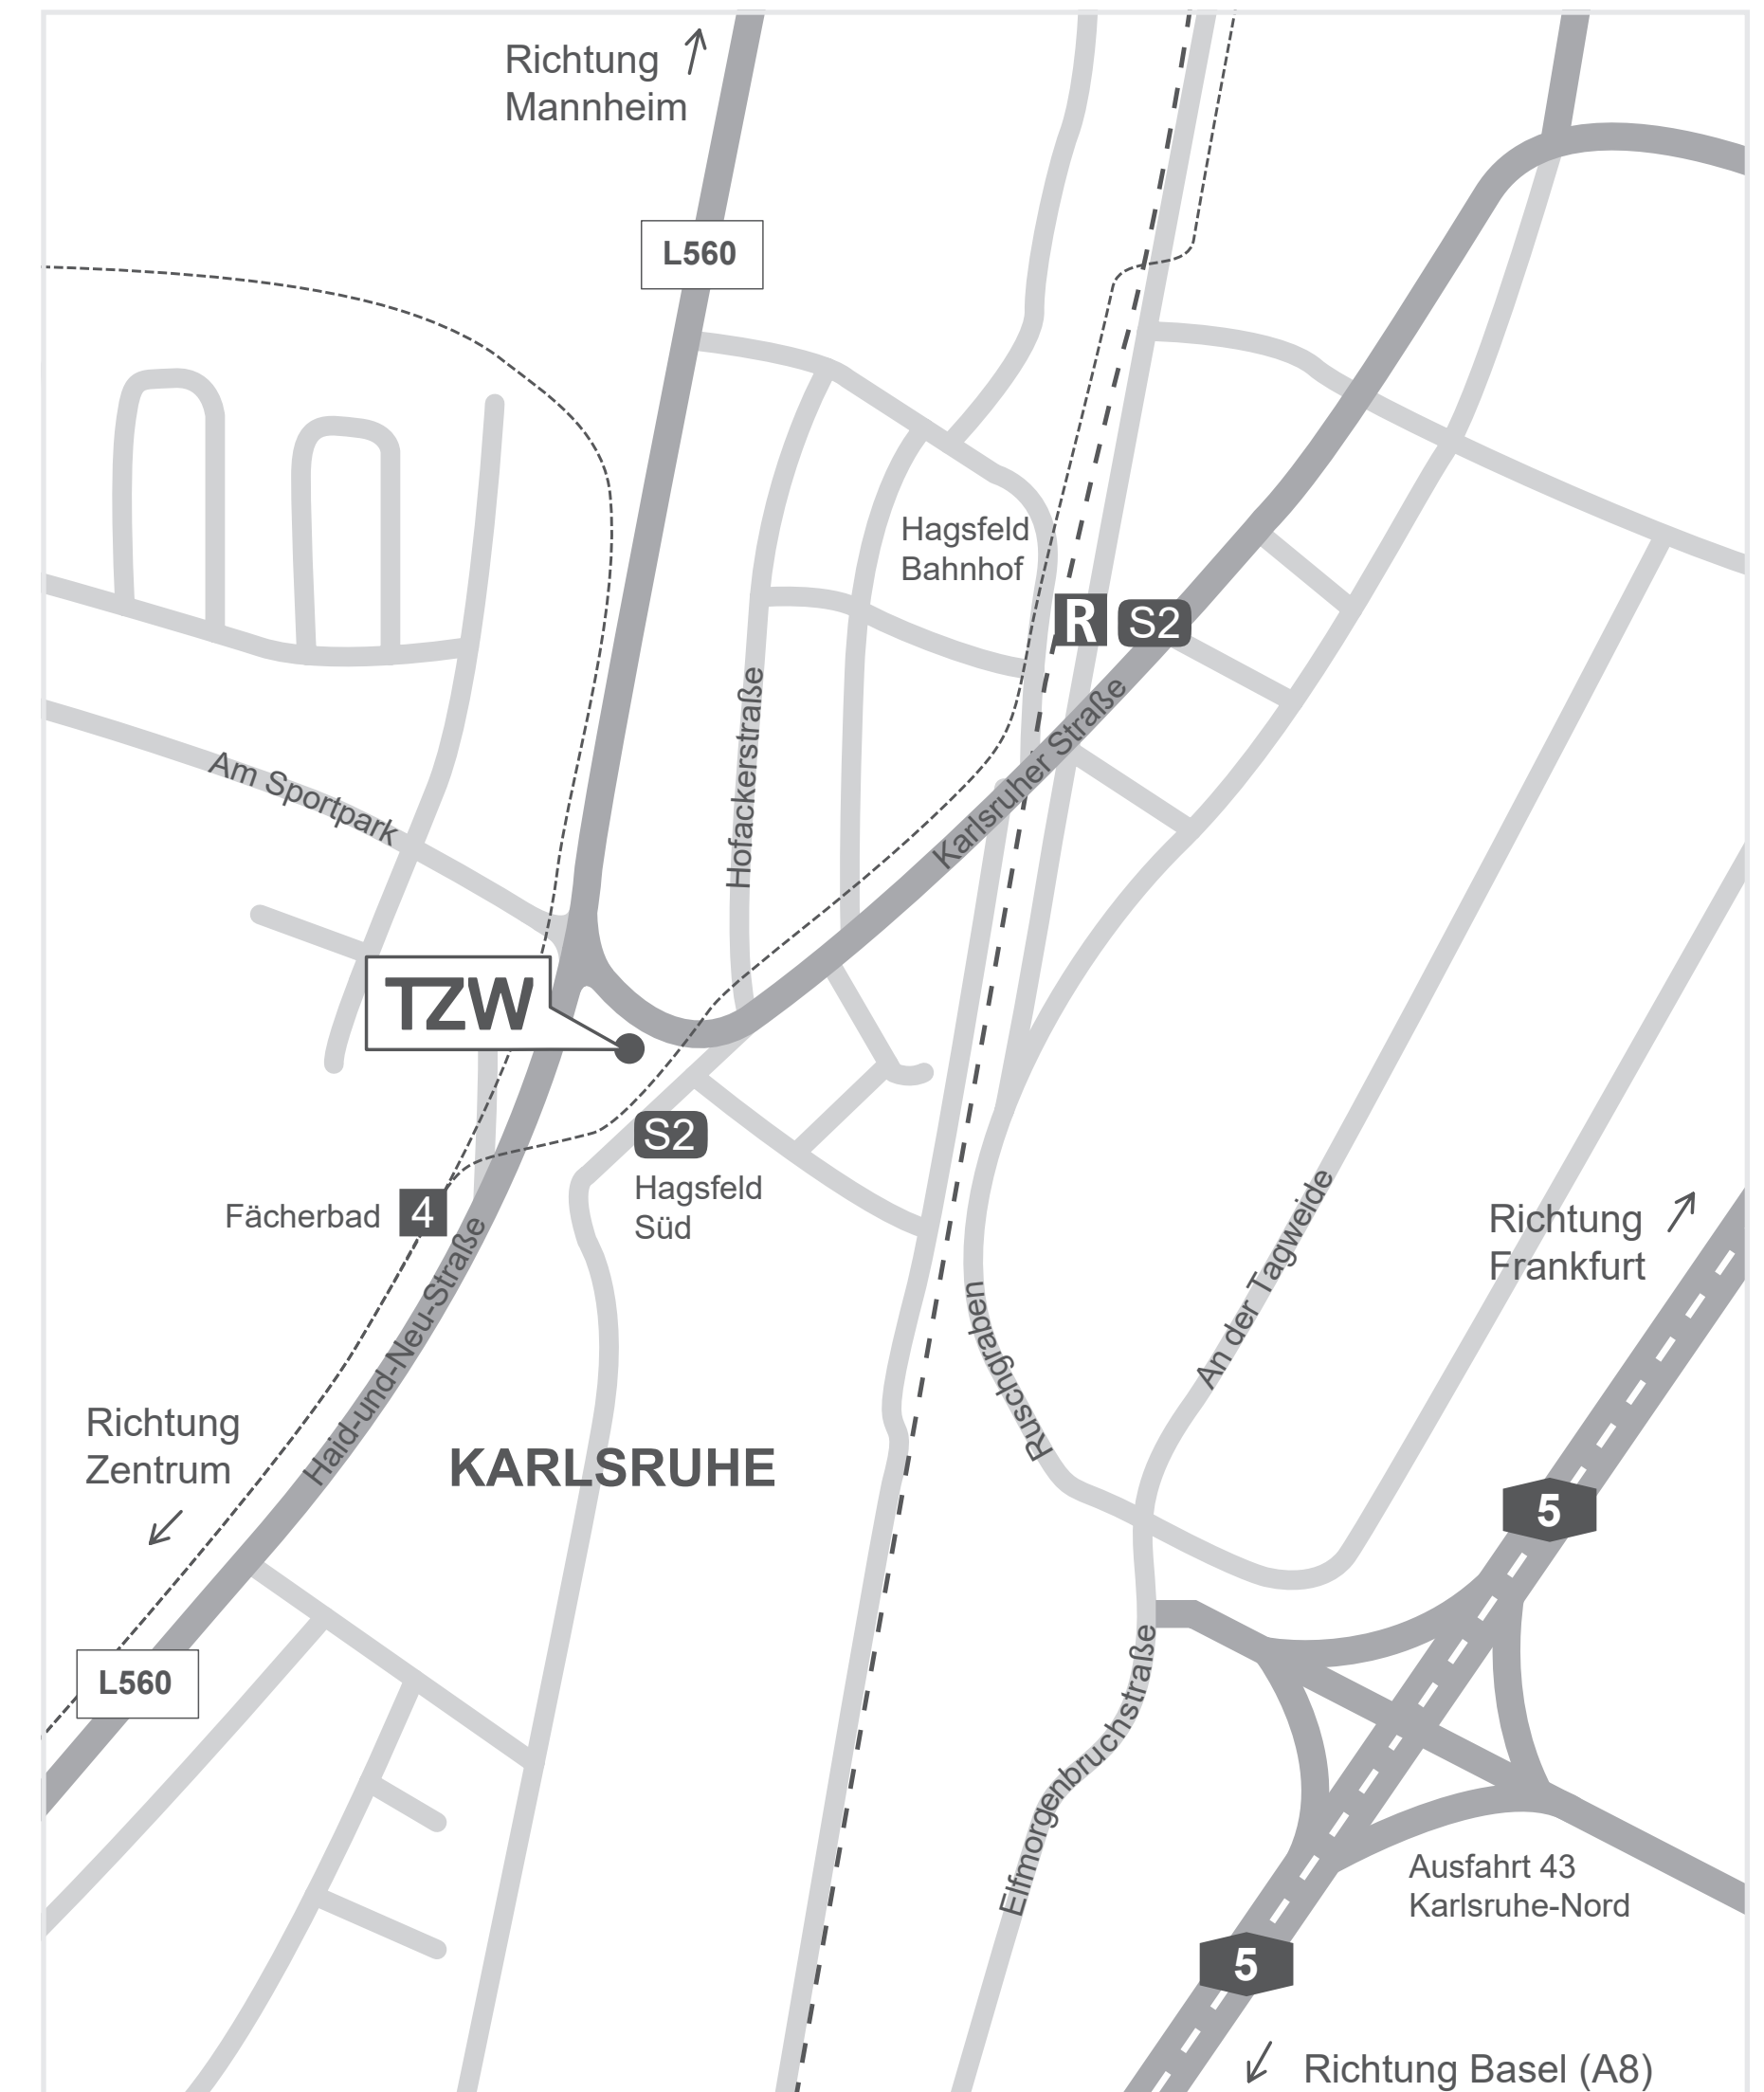 Richtung
Mannheim
L560
Hagsfeld
Bahnhof
R
S2
Karlsruher Straße
Hofackerstraße
Am Sportpark
TZW
S2
Hagsfeld
Süd
Fächerbad
4
Haid-und-Neu-Straße
Richtung
Frankfurt
An der Tagweide
Ruschgraben
Richtung
Zentrum
KARLSRUHE
5
L560
Elfmorgenbruchstraße
Ausfahrt 43
Karlsruhe-Nord
5
Richtung Basel (A8)